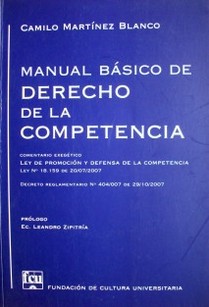 CAMILO MARTÍNEZ BLANCO
MANUAL BÁSICO DE
DERECHO
DE LA
COMPETENCIA
COMENTARIO EXEGÉTICO
LEY DE PROMOCIÓN Y DEFENSA DE LA COMPETENCIA
LEY Nº 18.159 DE 20/07/2007
DECRETO REGLAMENTARIO Nº 404/007 DE 29/10/2007
PRÓLOGO
EC. LEANDRO ZIPITRÍA
fcu
FUNDACIÓN DE CULTURA UNIVERSITARIA